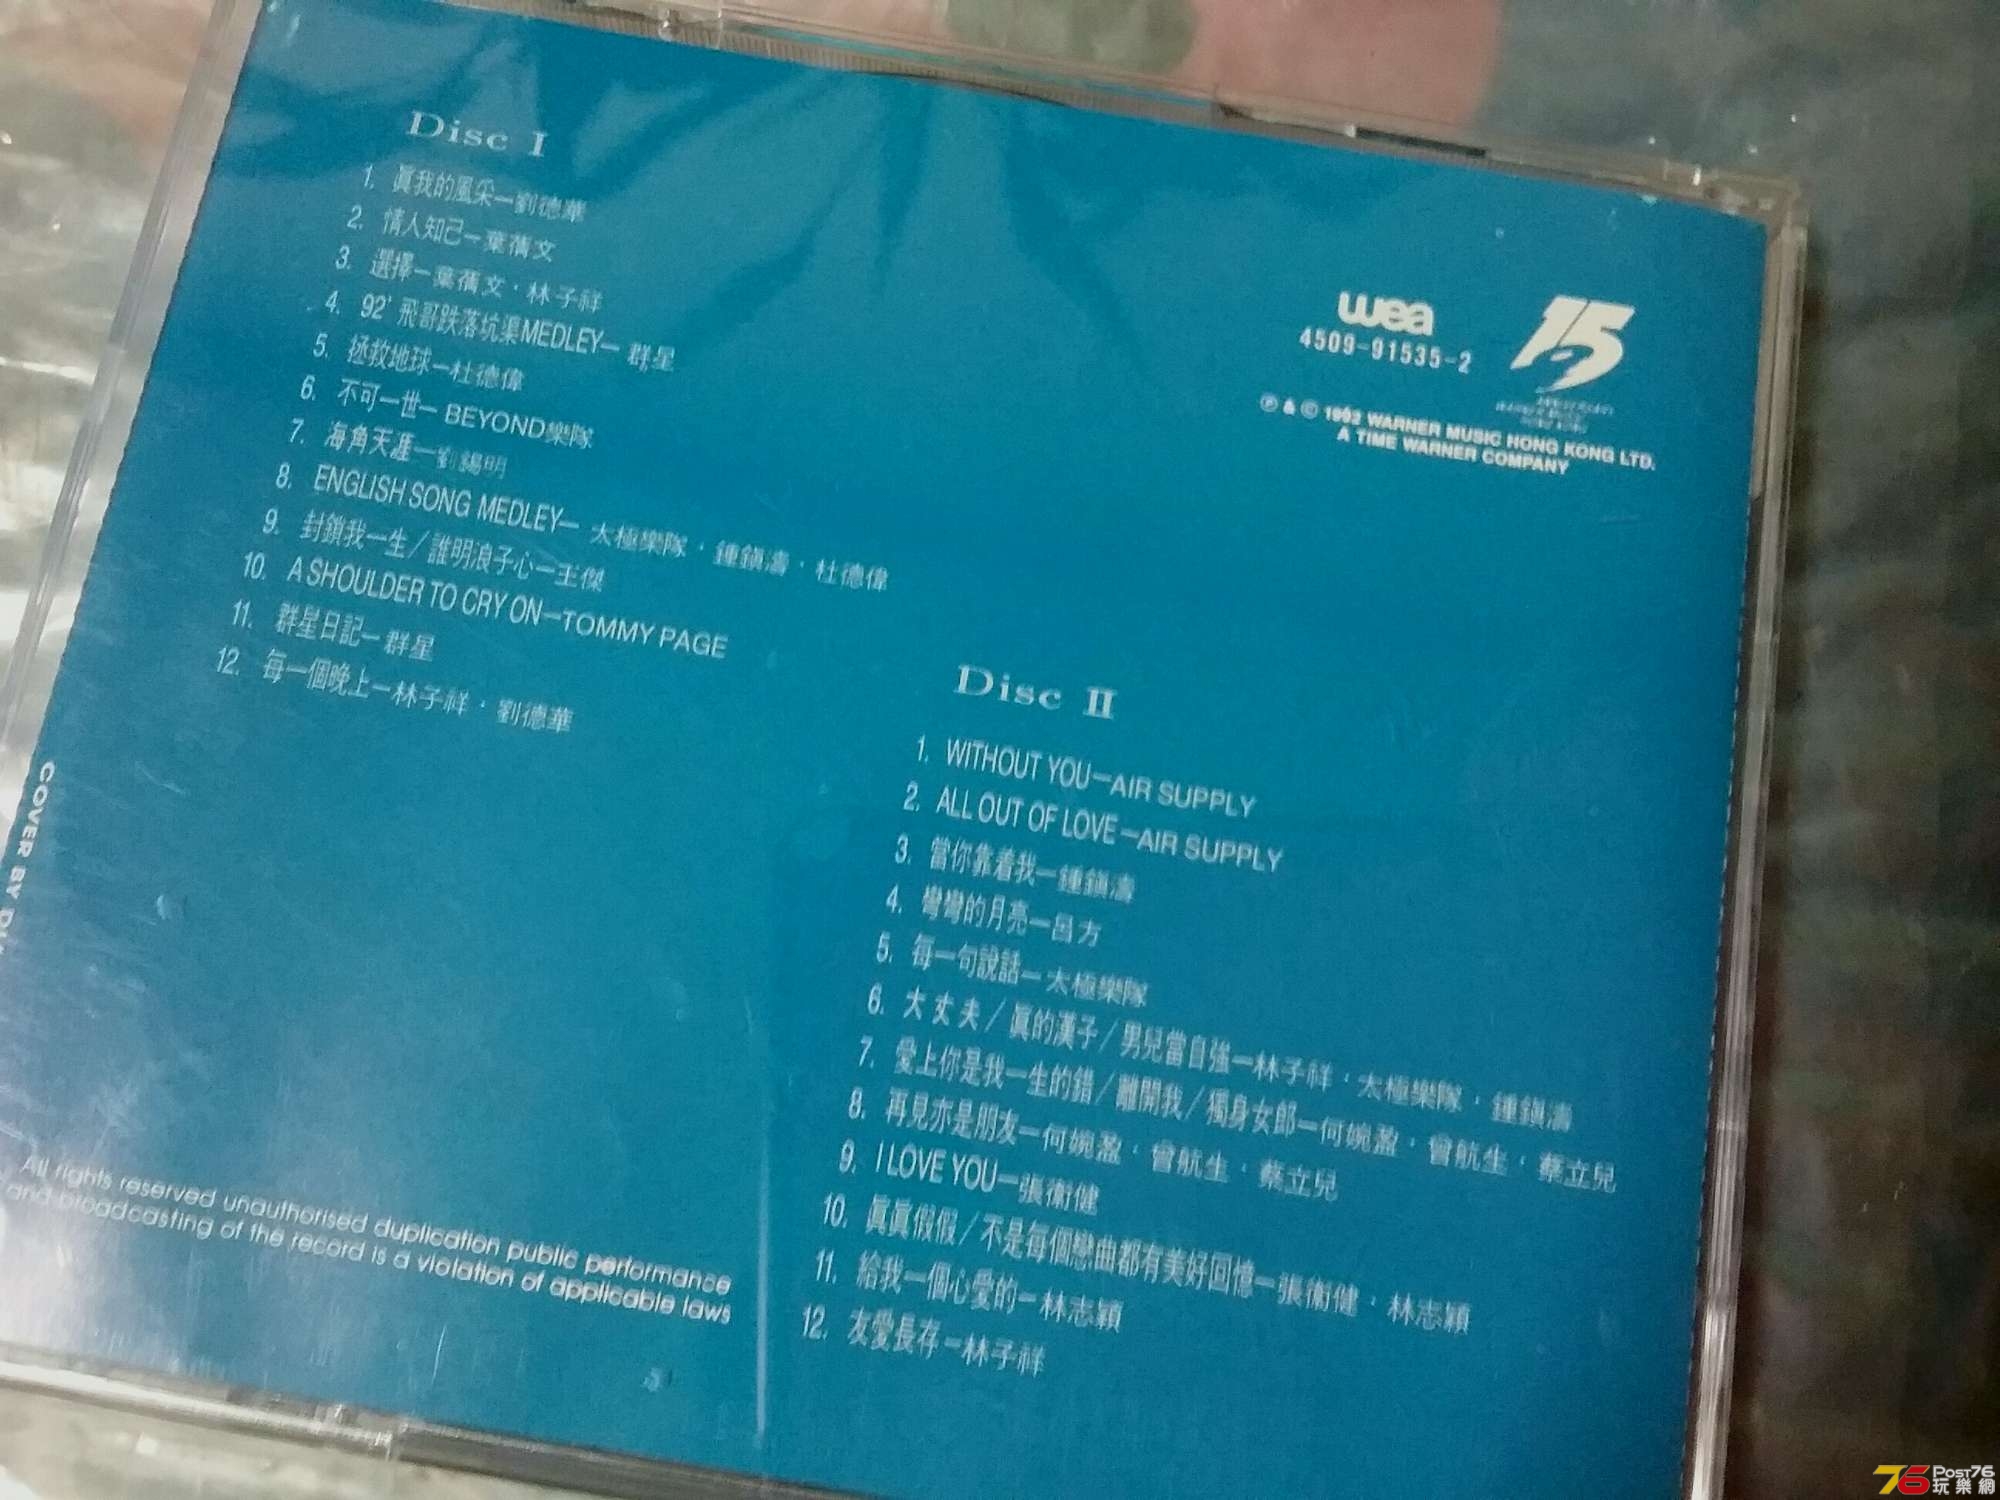 Disc I
1. 眞我的風采—劉德華
2. 情人知己—葉蒨文
3. 選擇—葉蒨文・林子祥
4. 92' 飛哥跌落坑渠MEDLEY—群星
5. 拯救地球—杜德偉
6. 不可一世—BEYOND樂隊
7. 海角天涯—劉錫明
8. ENGLISH SONG MEDLEY—太極樂隊・鍾鎮濤・杜德偉
9. 封鎖我一生/誰明浪子心—王傑
10. A SHOULDER TO CRY ON—TOMMY PAGE
11. 群星日記—群星
12. 每一個晚上—林子祥・劉德華
wea
4509-91535-2
15
℗ & © 1992 WARNER MUSIC HONG KONG LTD.
A TIME WARNER COMPANY
Disc II
1. WITHOUT YOU—AIR SUPPLY
2. ALL OUT OF LOVE—AIR SUPPLY
3. 當你靠着我—鍾鎮濤
4. 彎彎的月亮—呂方
5. 每一句說話—太極樂隊
6. 大丈夫/眞的漢子/男兒當自強—林子祥・太極樂隊・鍾鎮濤
7. 愛上你是我一生的錯/離開我/獨身女郎—何婉盈・曾航生・蔡立兒
8. 再見亦是朋友—何婉盈・曾航生・蔡立兒
9. I LOVE YOU—張衛健
10. 眞眞假假/不是每個戀曲都有美好回憶—張衛健・林志穎
11. 給我一個心愛的—林志穎
12. 友愛長存—林子祥
COVER BY
All rights reserved unauthorised duplication public performance
and broadcasting of the record is a violation of applicable laws
76 Post76
玩樂網